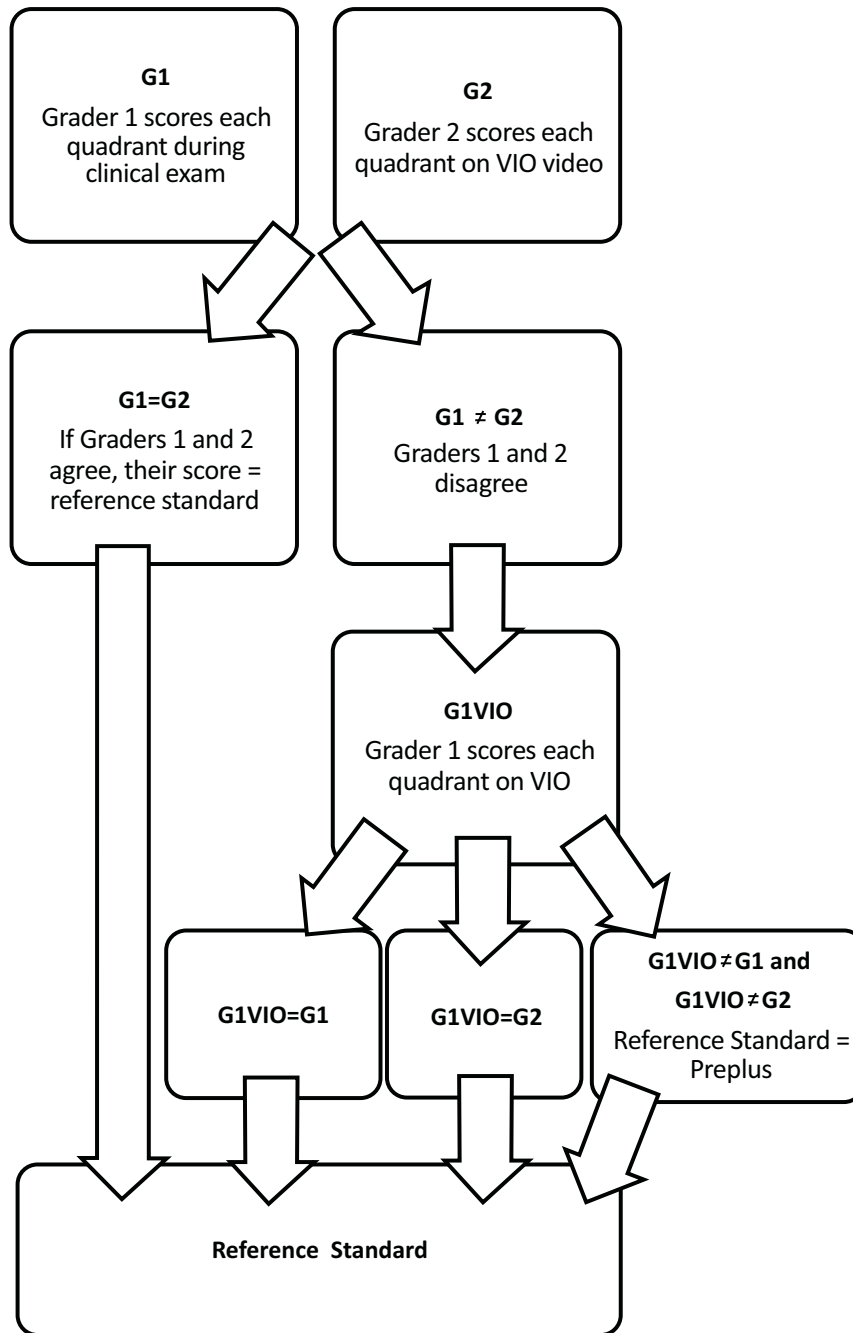 G1
Grader 1 scores each
quadrant during
clinical exam
G2
Grader 2 scores each
quadrant on VIO video
G1=G2
If Graders 1 and 2
agree, their score =
reference standard
G1 ≠ G2
Graders 1 and 2
disagree
G1VIO
Grader 1 scores each
quadrant on VIO
G1VIO=G1
G1VIO=G2
G1VIO≠G1 and
G1VIO≠G2
Reference Standard =
Preplus
Reference Standard